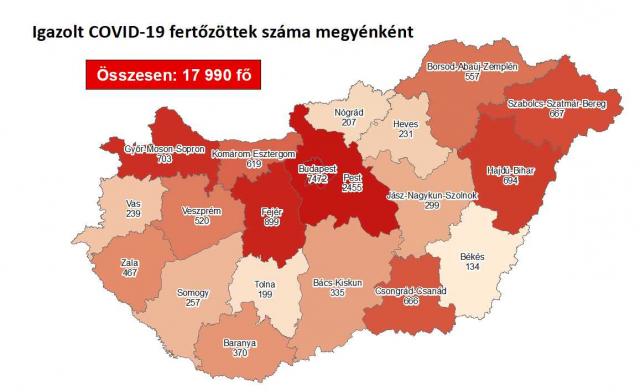 Igazolt COVID-19 fertőzöttek száma megyénként
Összesen: 17 990 fő
Borsod-Abaúj-Zemplén
557
Szabolcs-Szatmár-Bereg
667
Nógrád
207
Heves
231
Győr-Moson-Sopron
703
Komárom-Esztergom
619
Budapest
7472
Pest
2455
Hajdú-Bihar
694
Jász-Nagykun-Szolnok
299
Vas
239
Veszprém
520
Fejér
899
Békés
134
Zala
467
Somogy
257
Tolna
199
Bács-Kiskun
335
Csongrád-Csanád
666
Baranya
370